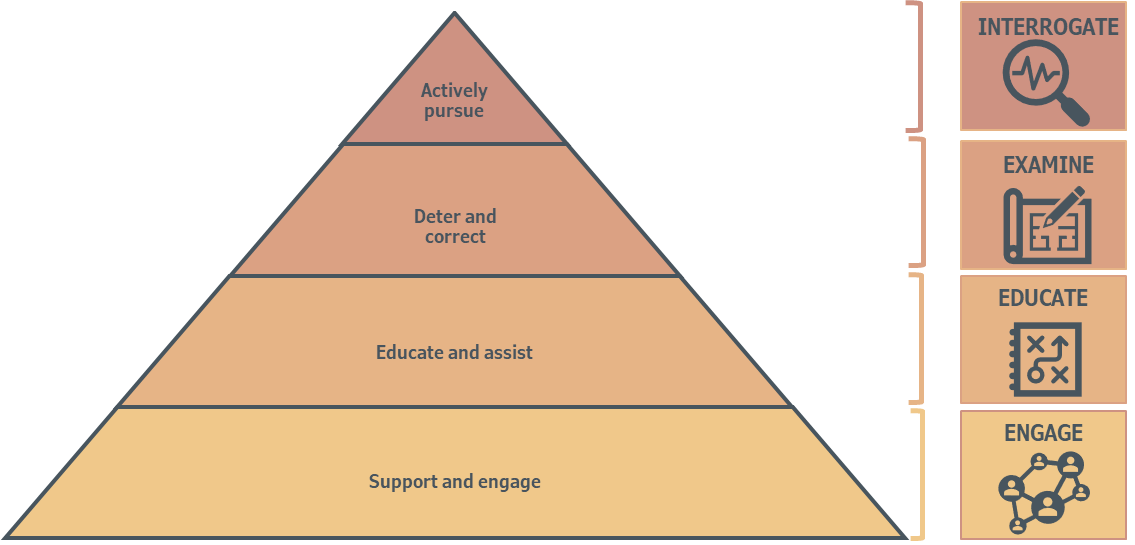 Actively
pursue
INTERROGATE
Deter and
correct
EXAMINE
Educate and assist
EDUCATE
Support and engage
ENGAGE